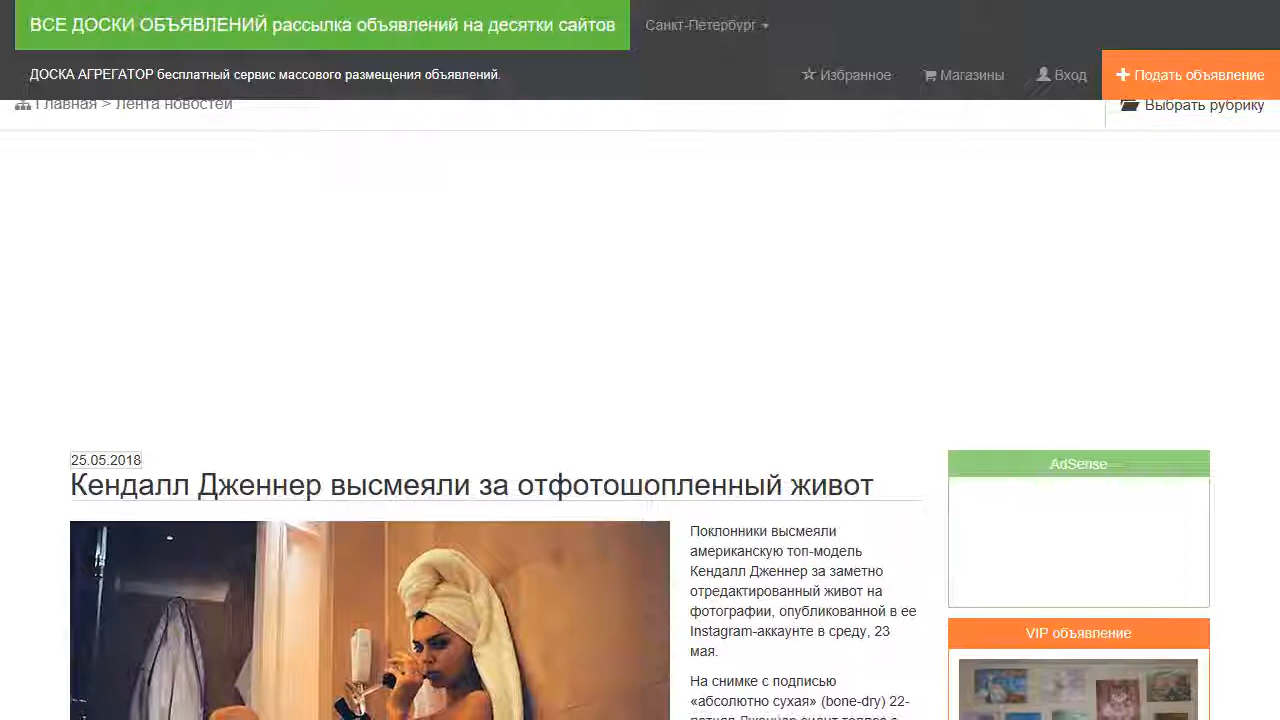 ВСЕ ДОСКИ ОБЪЯВЛЕНИЙ рассылка объявлений на десятки сайтов
Санкт-Петербург
ДОСКА АГРЕГАТОР бесплатный сервис массового размещения объявлений.
Избранное
Магазины
Вход
Подать объявление
Главная > Лента новостей
Выбрать рубрику
25.05.2018
Кендалл Дженнер высмеяли за отфотошопленный живот
AdSense
Поклонники высмеяли
американскую топ-модель
Кендалл Дженнер за заметно
отредактированный живот на
фотографии, опубликованной в ее
Instagram-аккаунте в среду, 23
мая.
VIP объявление
На снимке с подписью
«абсолютно сухая» (bone-dry) 22-